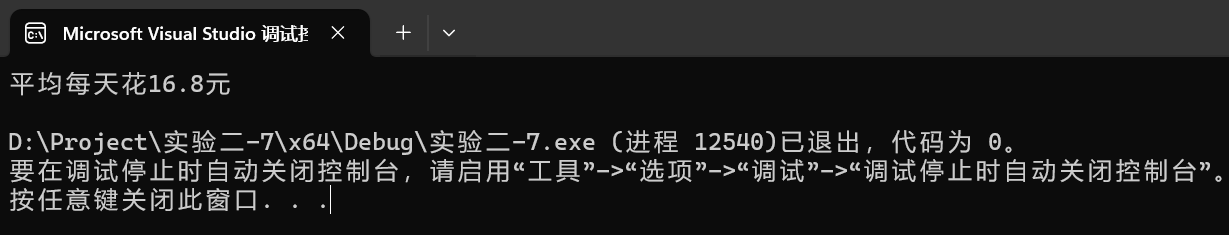 Microsoft Visual Studio 调试
平均每天花16.8元
D:\Project\实验二-7\x64\Debug\实验二-7.exe (进程 12540)已退出，代码为 0。
要在调试停止时自动关闭控制台，请启用“工具”->“选项”->“调试”->“调试停止时自动关闭控制台”。
按任意键关闭此窗口. . .